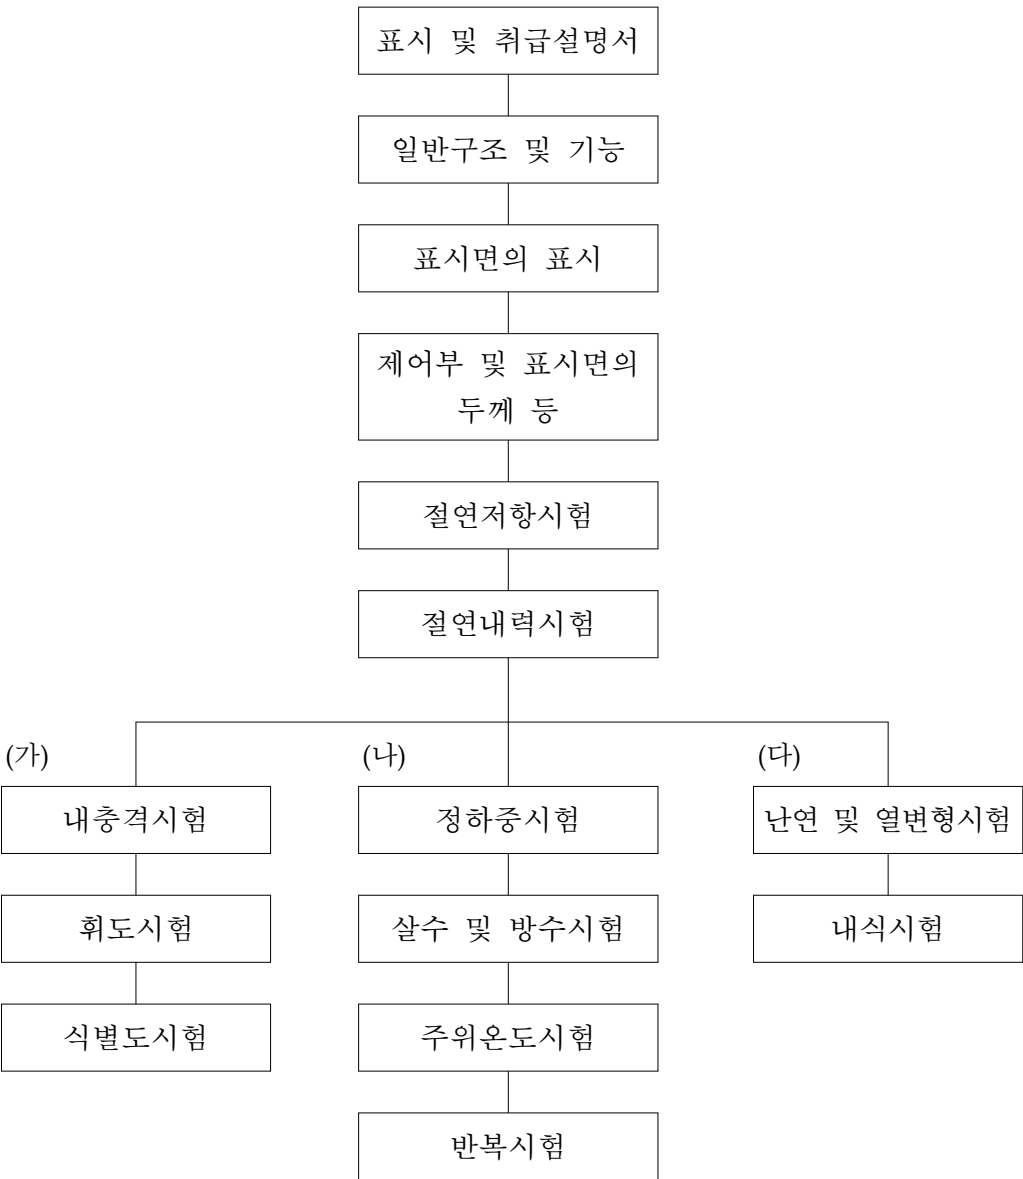 표시 및 취급설명서
일반구조 및 기능
표시면의 표시
제어부 및 표시면의
두께 등
절연저항시험
절연내력시험
(가)
내충격시험
휘도시험
식별도시험
(나)
정하중시험
살수 및 방수시험
주위온도시험
반복시험
(다)
난연 및 열변형시험
내식시험